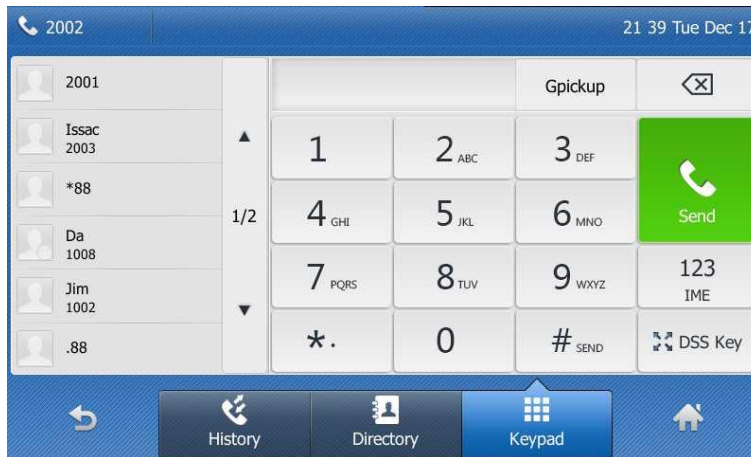 2002
21 39 Tue Dec 17
2001
Issac
2003
*88
Da
1008
Jim
1002
.88
1/2
Gpickup
1
2 ABC
3 DEF
Send
4 GHI
5 JKL
6 MNO
7 PQRS
8 TUV
9 WXYZ
123
IME
*.
0
# SEND
DSS Key
History
Directory
Keypad